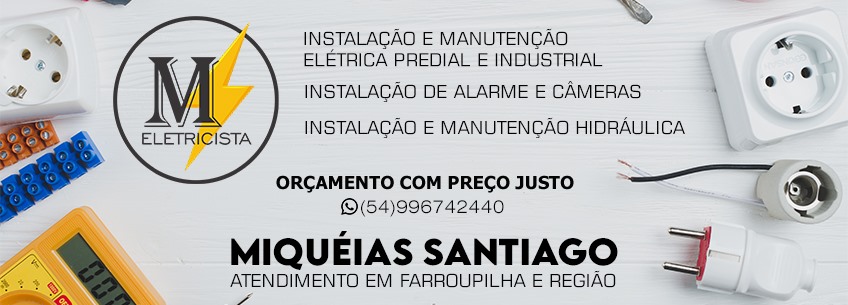 M
ELETRICISTA
INSTALAÇÃO E MANUTENÇÃO
ELÉTRICA PREDIAL E INDUSTRIAL
INSTALAÇÃO DE ALARME E CÂMERAS
INSTALAÇÃO E MANUTENÇÃO HIDRÁULICA
ORÇAMENTO COM PREÇO JUSTO
(54)996742440
MIQUÉIAS SANTIAGO
ATENDIMENTO EM FARROUPILHA E REGIÃO